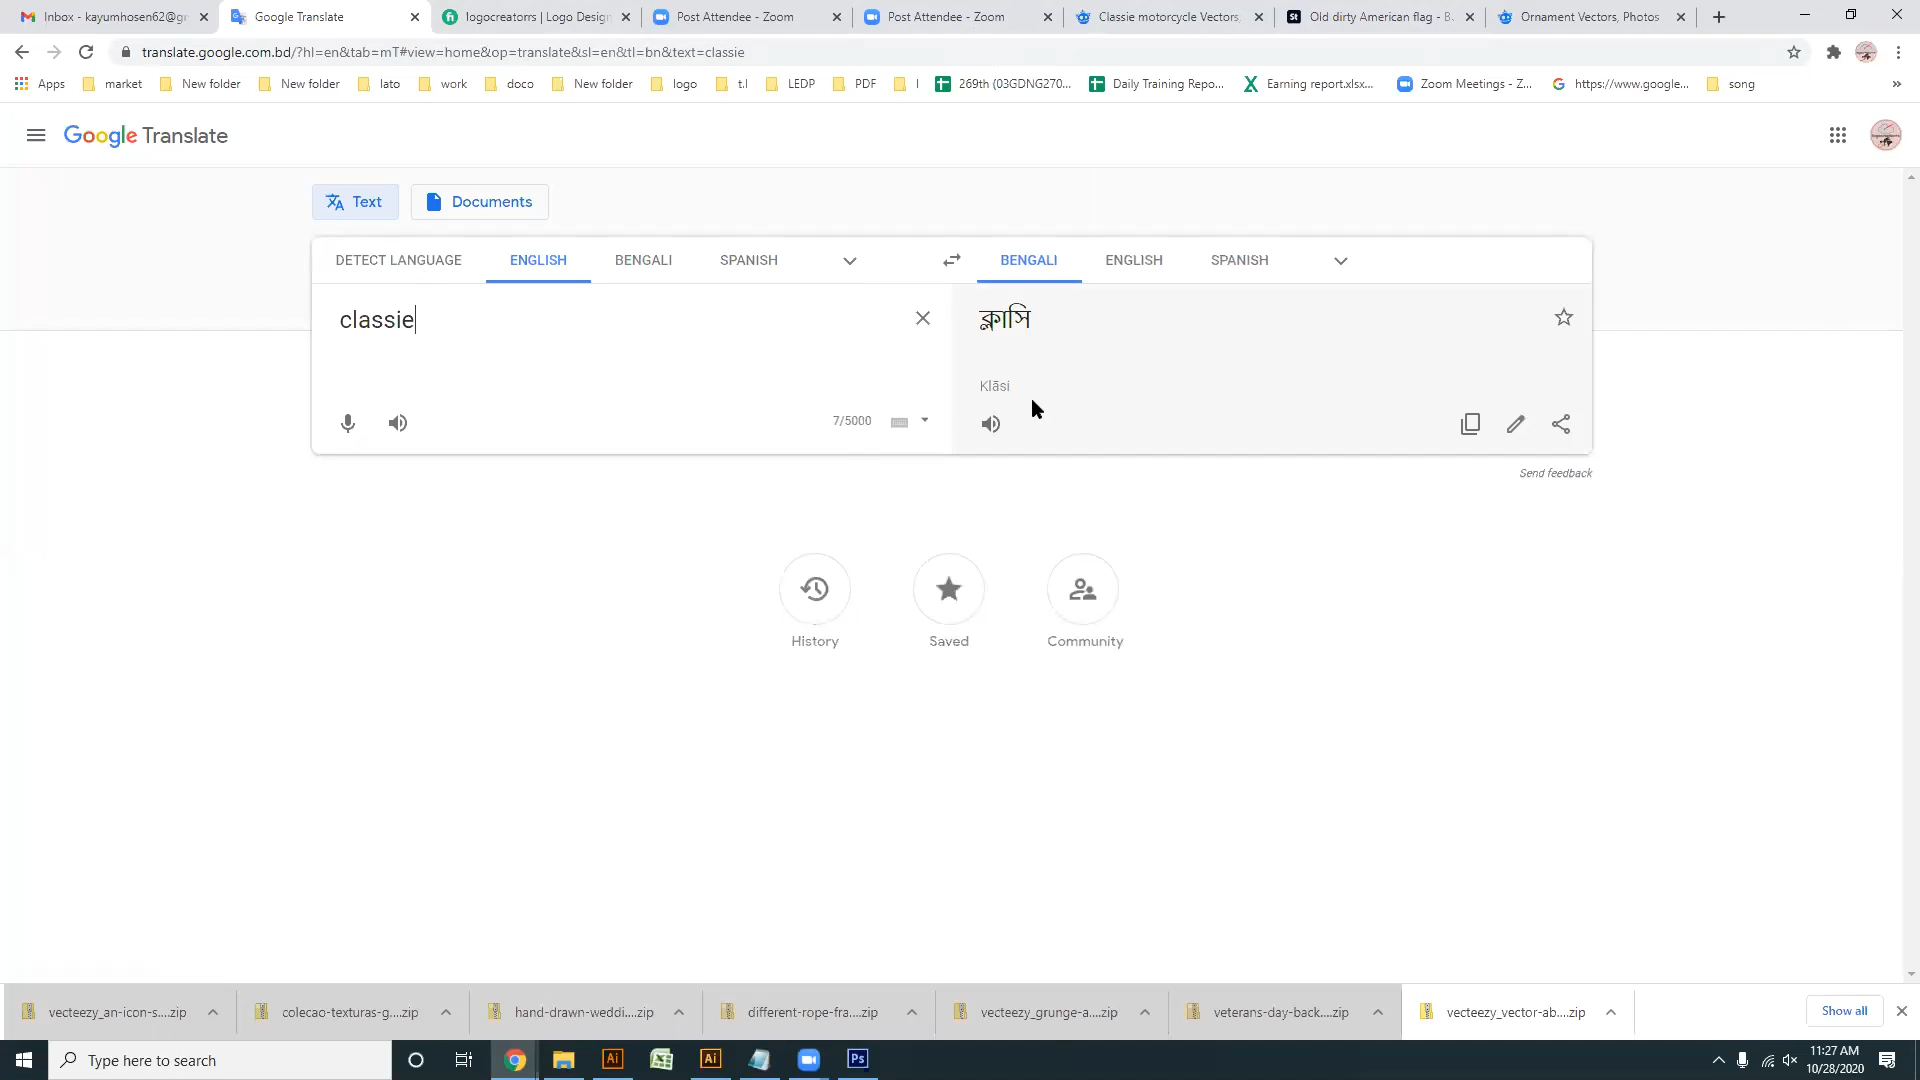 Inbox - kayumhosen62@gr
Google Translate
logocreatorrs | Logo Design
Post Attendee - Zoom
Post Attendee - Zoom
Classie motorcycle Vectors,
Old dirty American flag - B
Ornament Vectors, Photos
translate.google.com.bd/?hl=en&tab=mT#view=home&op=translate&sl=en&tl=bn&text=classie
Apps
market
New folder
New folder
lato
work
doco
New folder
logo
t.l
LEDP
PDF
l
269th (03GDNG270...
Daily Training Repo...
Earning report.xlsx...
Zoom Meetings - Z...
https://www.google...
song
»
Google Translate
Text
Documents
DETECT LANGUAGE
ENGLISH
BENGALI
SPANISH
BENGALI
ENGLISH
SPANISH
classie
ক্লাসি
Klāsi
7/5000
Send feedback
History
Saved
Community
vecteezy_an-icon-s....zip
colecao-texturas-g....zip
hand-drawn-weddi....zip
different-rope-fra....zip
vecteezy_grunge-a....zip
veterans-day-back....zip
vecteezy_vector-ab....zip
Show all
Type here to search
Ai
Ai
Ps
11:27 AM
10/28/2020